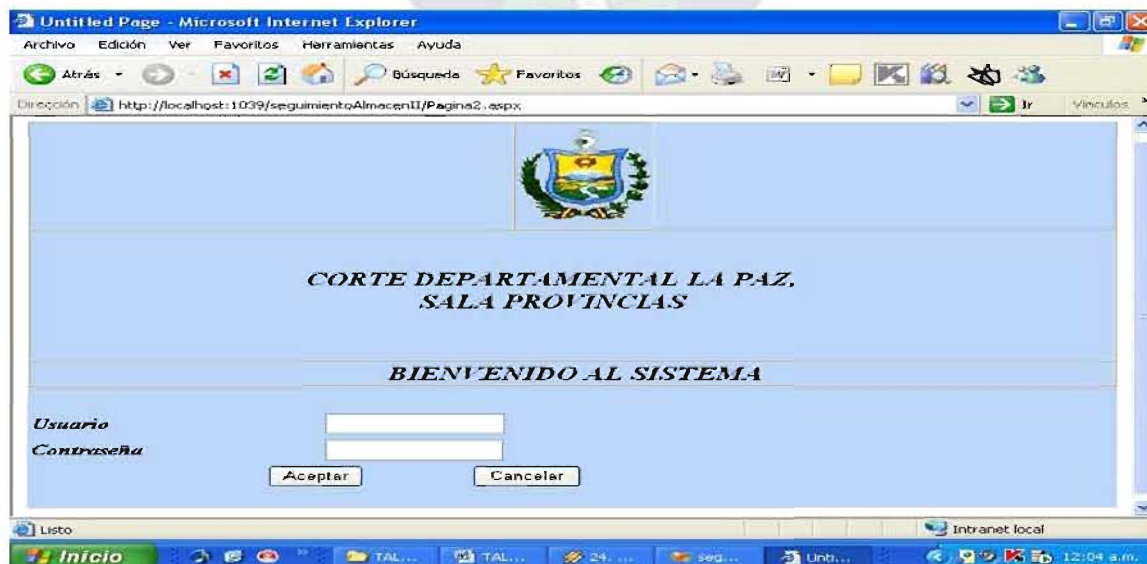 Untitled Page - Microsoft Internet Explorer
Archivo Edición Ver Favoritos Herramientas Ayuda
Atrás Búsqueda Favoritos
Dirección http://localhost:1039/seguimientoAlmacenII/Pagina2.aspx Ir Vínculos
CORTE DEPARTAMENTAL LA PAZ,
SALA PROVINCIAS
BIENVENIDO AL SISTEMA
Usuario
Contraseña
Aceptar Cancelar
Listo Intranet local
Inicio TAL... TAL... 24. ... seg... Unti... 12:04 a.m.